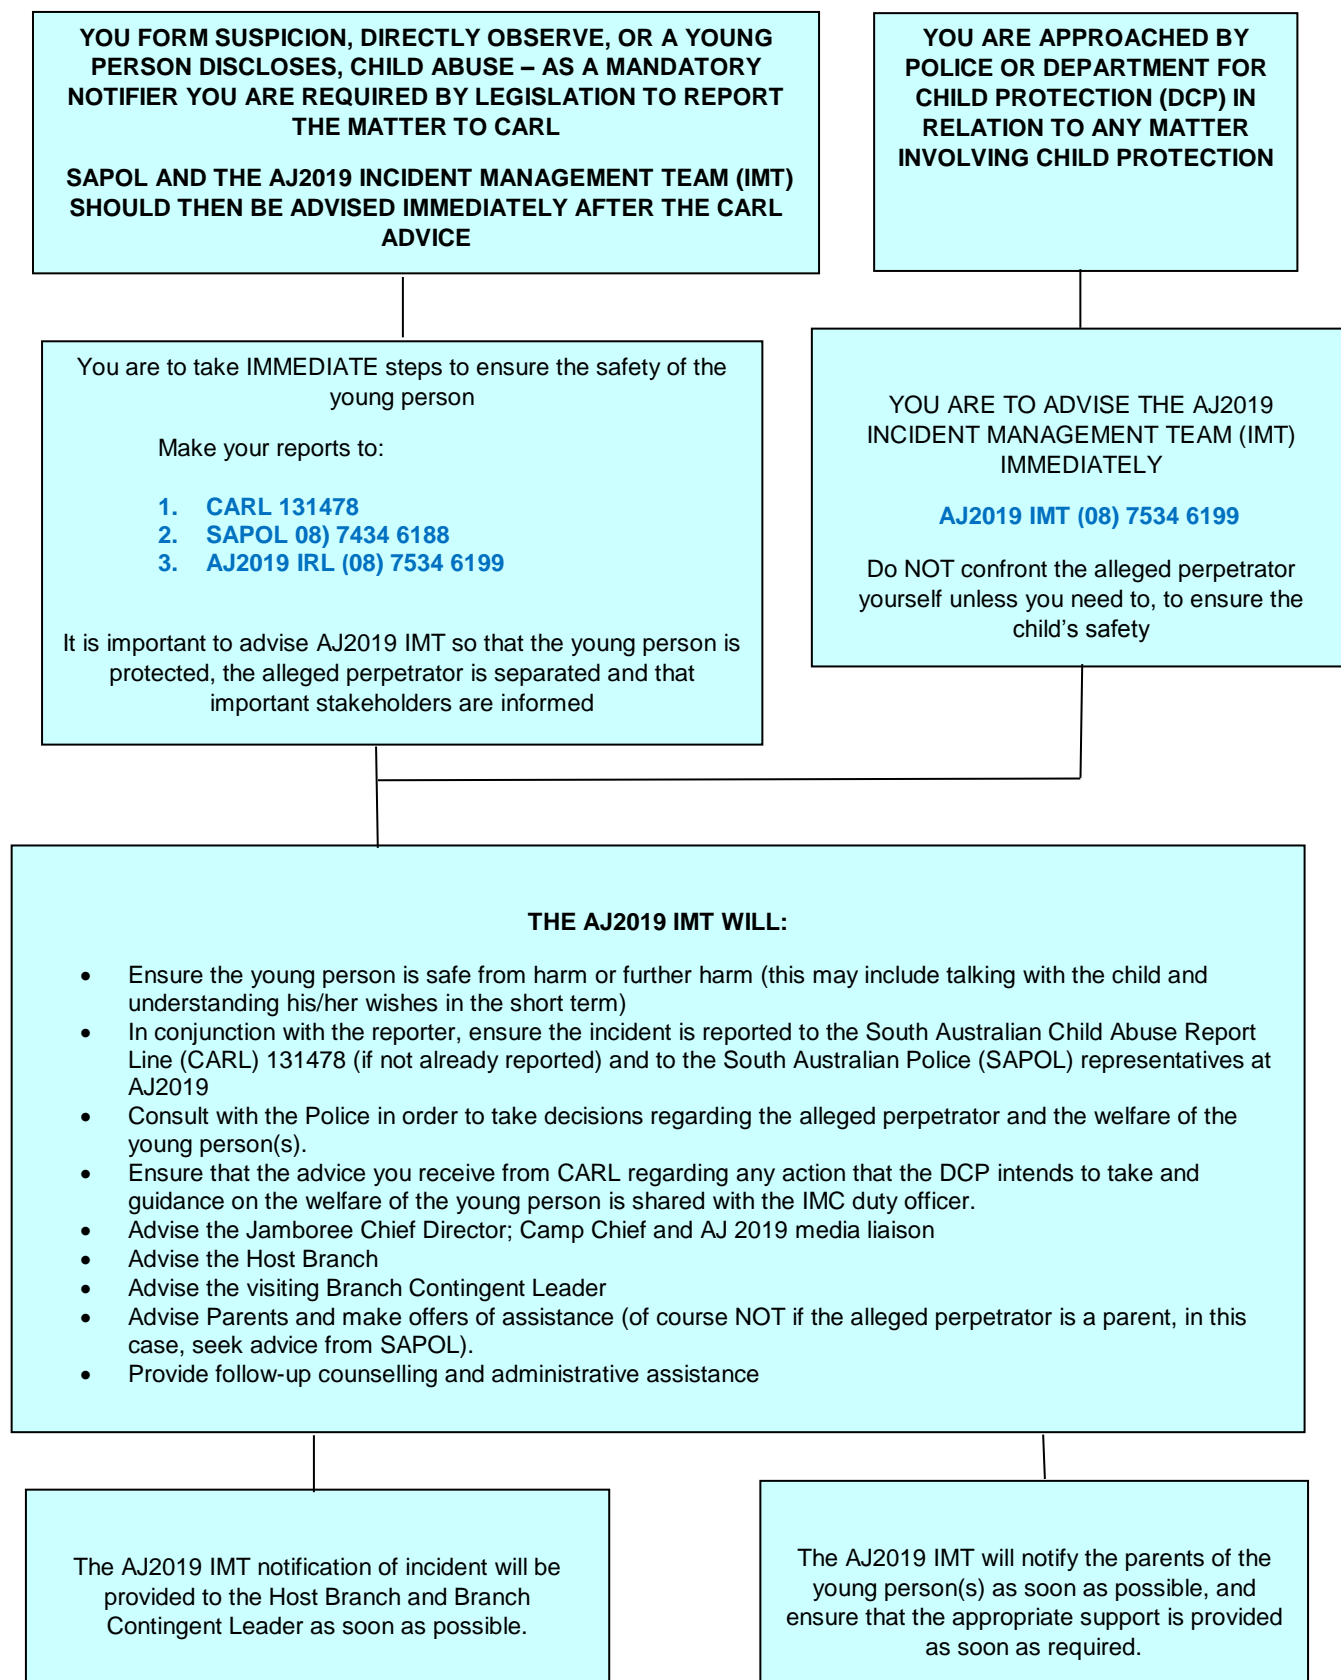 YOU FORM SUSPICION, DIRECTLY OBSERVE, OR A YOUNG
PERSON DISCLOSES, CHILD ABUSE – AS A MANDATORY
NOTIFIER YOU ARE REQUIRED BY LEGISLATION TO REPORT
THE MATTER TO CARL
SAPOL AND THE AJ2019 INCIDENT MANAGEMENT TEAM (IMT)
SHOULD THEN BE ADVISED IMMEDIATELY AFTER THE CARL
ADVICE
YOU ARE APPROACHED BY
POLICE OR DEPARTMENT FOR
CHILD PROTECTION (DCP) IN
RELATION TO ANY MATTER
INVOLVING CHILD PROTECTION
You are to take IMMEDIATE steps to ensure the safety of the
young person
Make your reports to:
1. CARL 131478
2. SAPOL 08) 7434 6188
3. AJ2019 IRL (08) 7534 6199
It is important to advise AJ2019 IMT so that the young person is
protected, the alleged perpetrator is separated and that
important stakeholders are informed
YOU ARE TO ADVISE THE AJ2019
INCIDENT MANAGEMENT TEAM (IMT)
IMMEDIATELY
AJ2019 IMT (08) 7534 6199
Do NOT confront the alleged perpetrator
yourself unless you need to, to ensure the
child’s safety
THE AJ2019 IMT WILL:
• Ensure the young person is safe from harm or further harm (this may include talking with the child and
understanding his/her wishes in the short term)
• In conjunction with the reporter, ensure the incident is reported to the South Australian Child Abuse Report
Line (CARL) 131478 (if not already reported) and to the South Australian Police (SAPOL) representatives at
AJ2019
• Consult with the Police in order to take decisions regarding the alleged perpetrator and the welfare of the
young person(s).
• Ensure that the advice you receive from CARL regarding any action that the DCP intends to take and
guidance on the welfare of the young person is shared with the IMC duty officer.
• Advise the Jamboree Chief Director; Camp Chief and AJ 2019 media liaison
• Advise the Host Branch
• Advise the visiting Branch Contingent Leader
• Advise Parents and make offers of assistance (of course NOT if the alleged perpetrator is a parent, in this
case, seek advice from SAPOL).
• Provide follow-up counselling and administrative assistance
The AJ2019 IMT notification of incident will be
provided to the Host Branch and Branch
Contingent Leader as soon as possible.
The AJ2019 IMT will notify the parents of the
young person(s) as soon as possible, and
ensure that the appropriate support is provided
as soon as required.